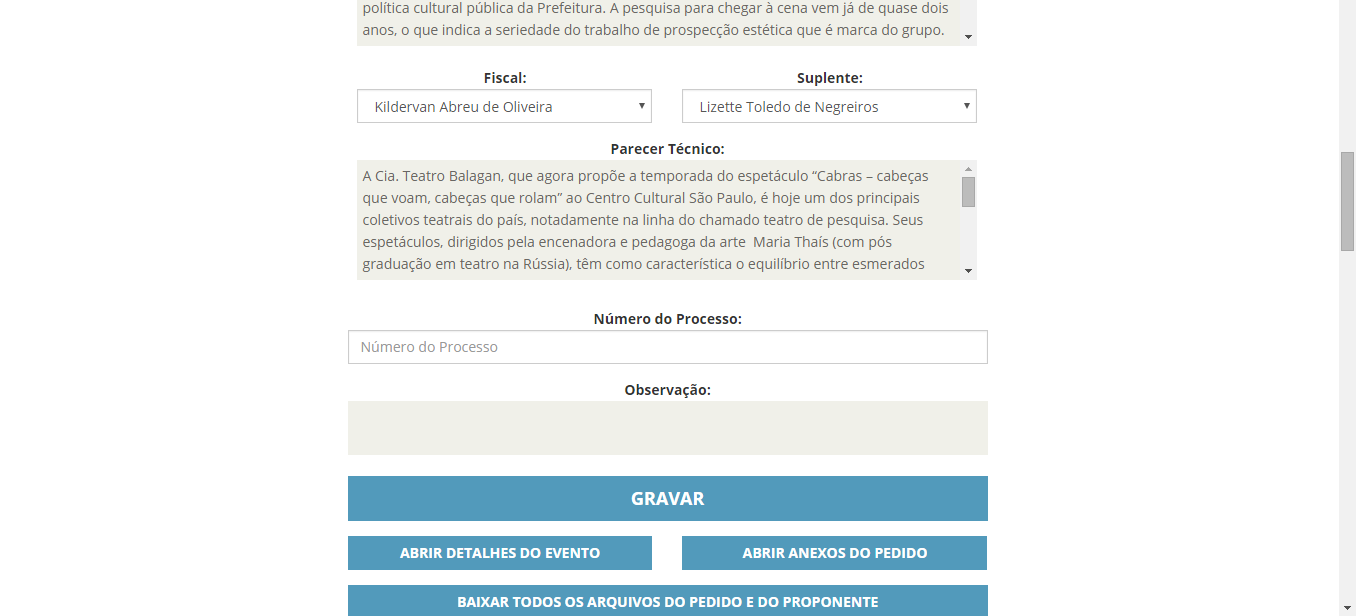 política cultural pública da Prefeitura. A pesquisa para chegar à cena vem já de quase dois
anos, o que indica a seriedade do trabalho de prospecção estética que é marca do grupo.
Fiscal: Suplente:
Kildervan Abreu de Oliveira Lizette Toledo de Negreiros
Parecer Técnico:
A Cia. Teatro Balagan, que agora propõe a temporada do espetáculo “Cabras – cabeças
que voam, cabeças que rolam” ao Centro Cultural São Paulo, é hoje um dos principais
coletivos teatrais do país, notadamente na linha do chamado teatro de pesquisa. Seus
espetáculos, dirigidos pela encenadora e pedagoga da arte  Maria Thaís (com pós
graduação em teatro na Rússia), têm como característica o equilíbrio entre esmerados
Número do Processo:
Número do Processo
Observação:
GRAVAR
ABRIR DETALHES DO EVENTO ABRIR ANEXOS DO PEDIDO
BAIXAR TODOS OS ARQUIVOS DO PEDIDO E DO PROPONENTE